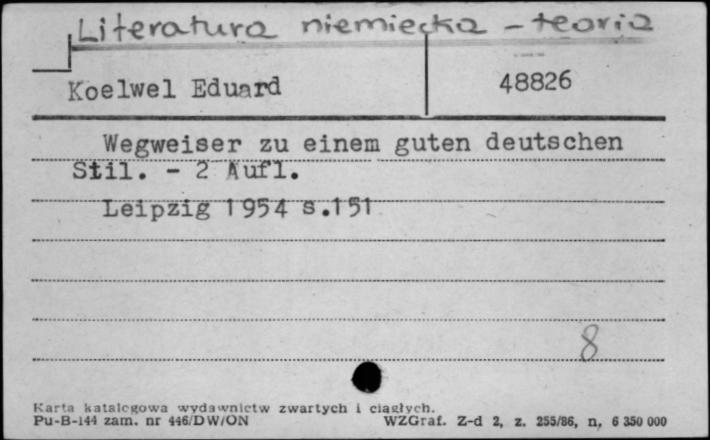 Literatura niemiecka - teoria
Koelwel Eduard 48826
Wegweiser zu einem guten deutschen
Stil. - 2 Aufl.
Leipzig 1954 s.151
8
Karta katalogowa wydawnictw zwartych i ciągłych.
Pu-B-144 zam. nr 446/DW/ON WZGraf. Z-d 2, z. 255/86, n. 6 350 000